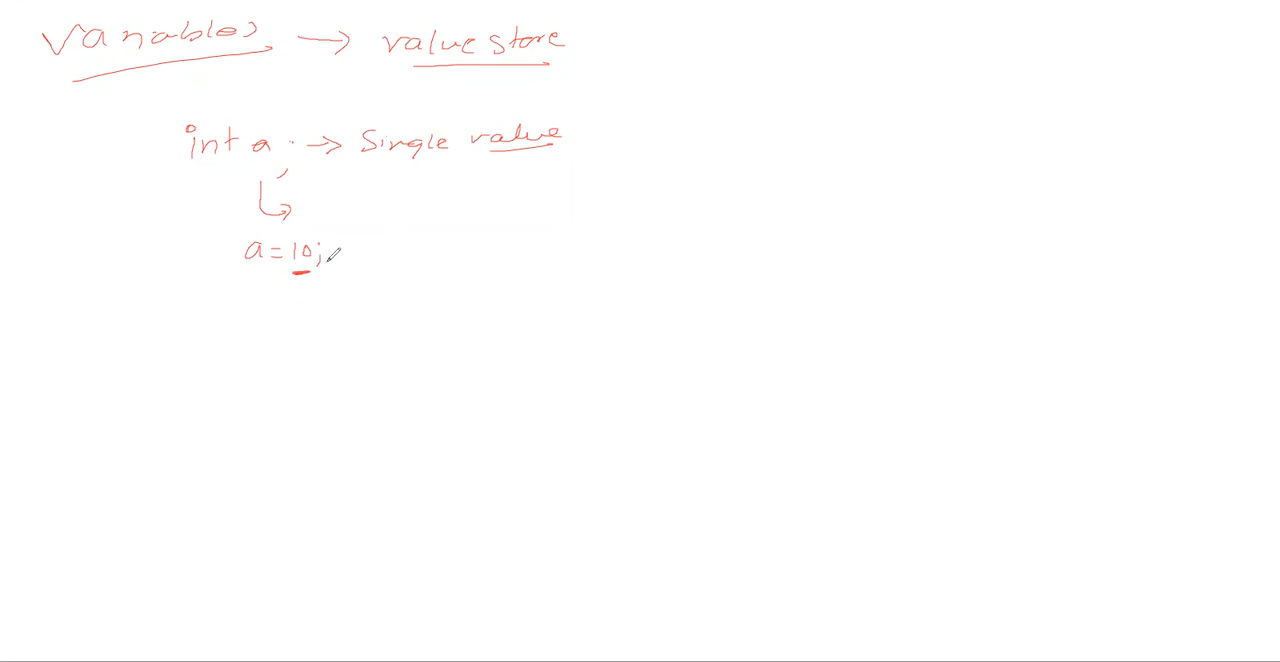 Variables → value store
int a ; → Single value
a = 10;